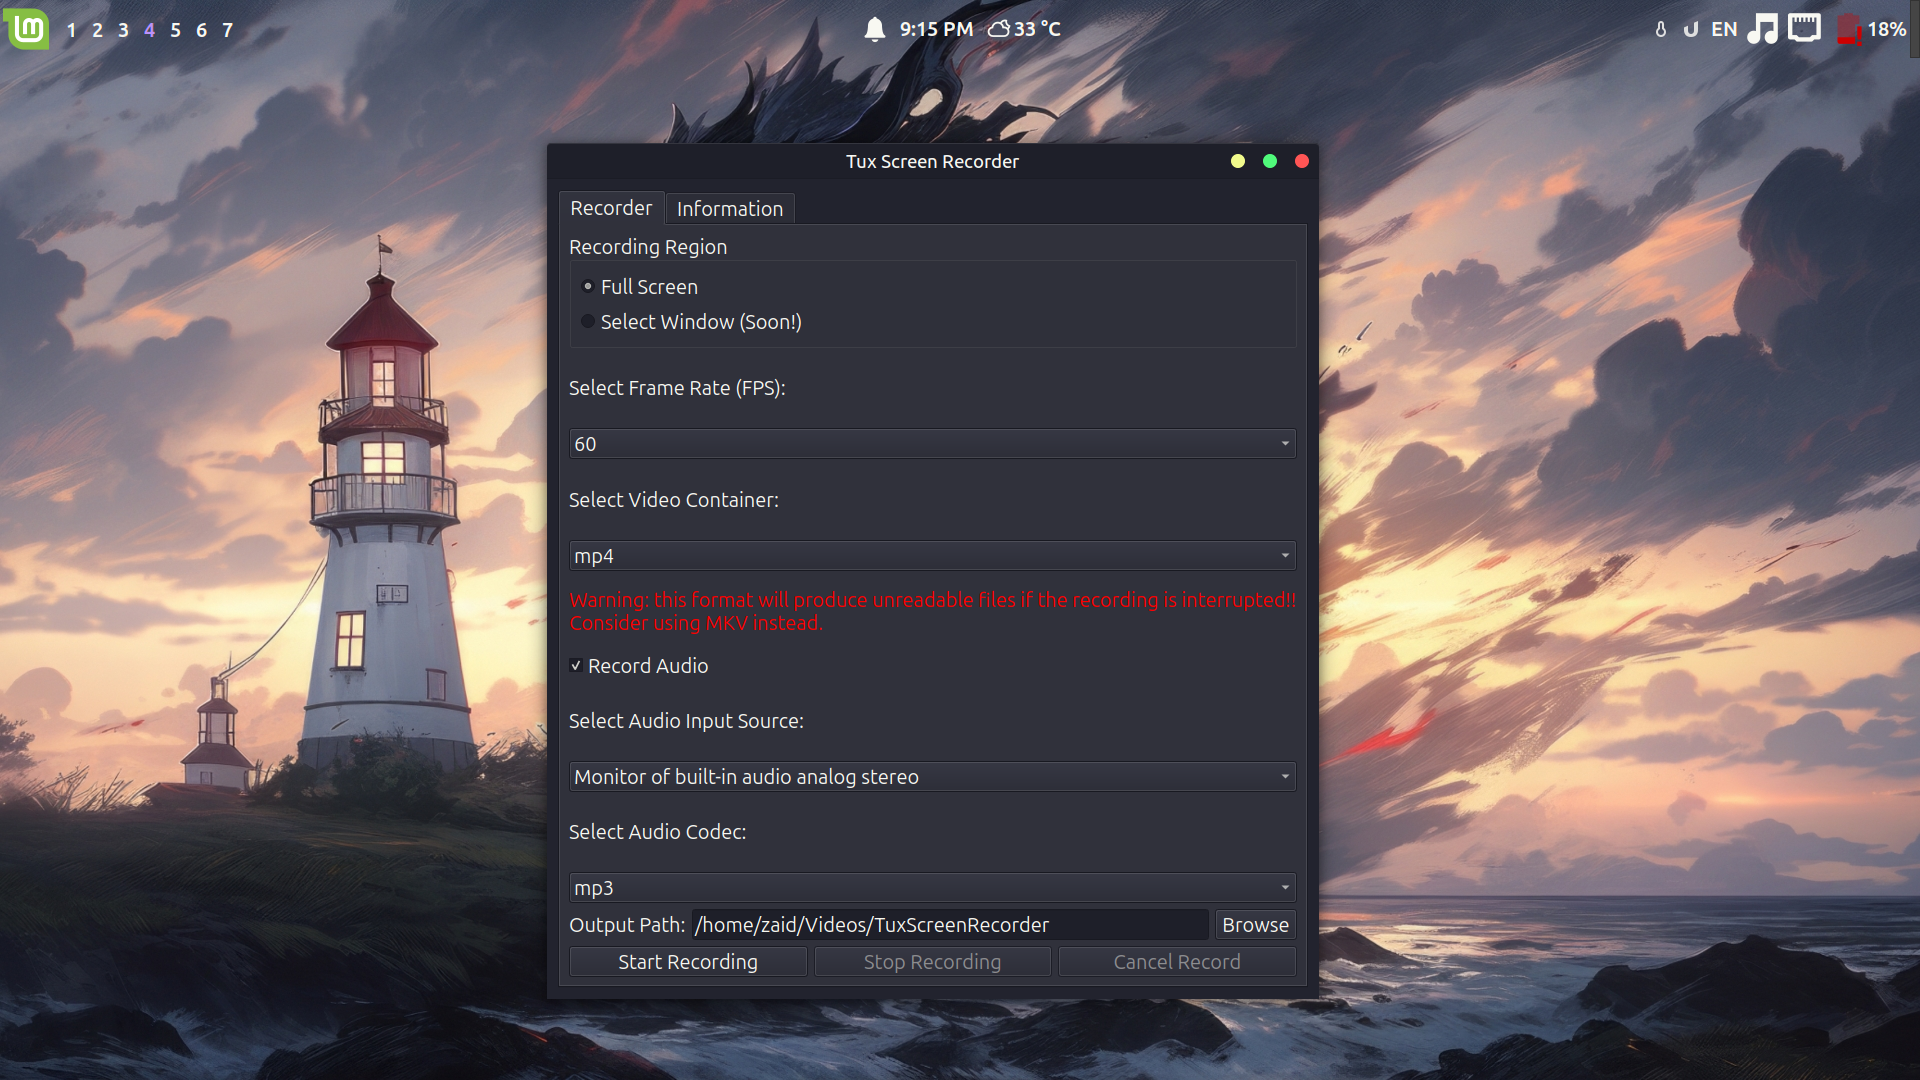 lm 1 2 3 4 5 6 7 9:15 PM 33 °C EN 18%
Tux Screen Recorder
Recorder Information
Recording Region
Full Screen
Select Window (Soon!)
Select Frame Rate (FPS):
60
Select Video Container:
mp4
Warning: this format will produce unreadable files if the recording is interrupted!!
Consider using MKV instead.
Record Audio
Select Audio Input Source:
Monitor of built-in audio analog stereo
Select Audio Codec:
mp3
Output Path: /home/zaid/Videos/TuxScreenRecorder Browse
Start Recording Stop Recording Cancel Record